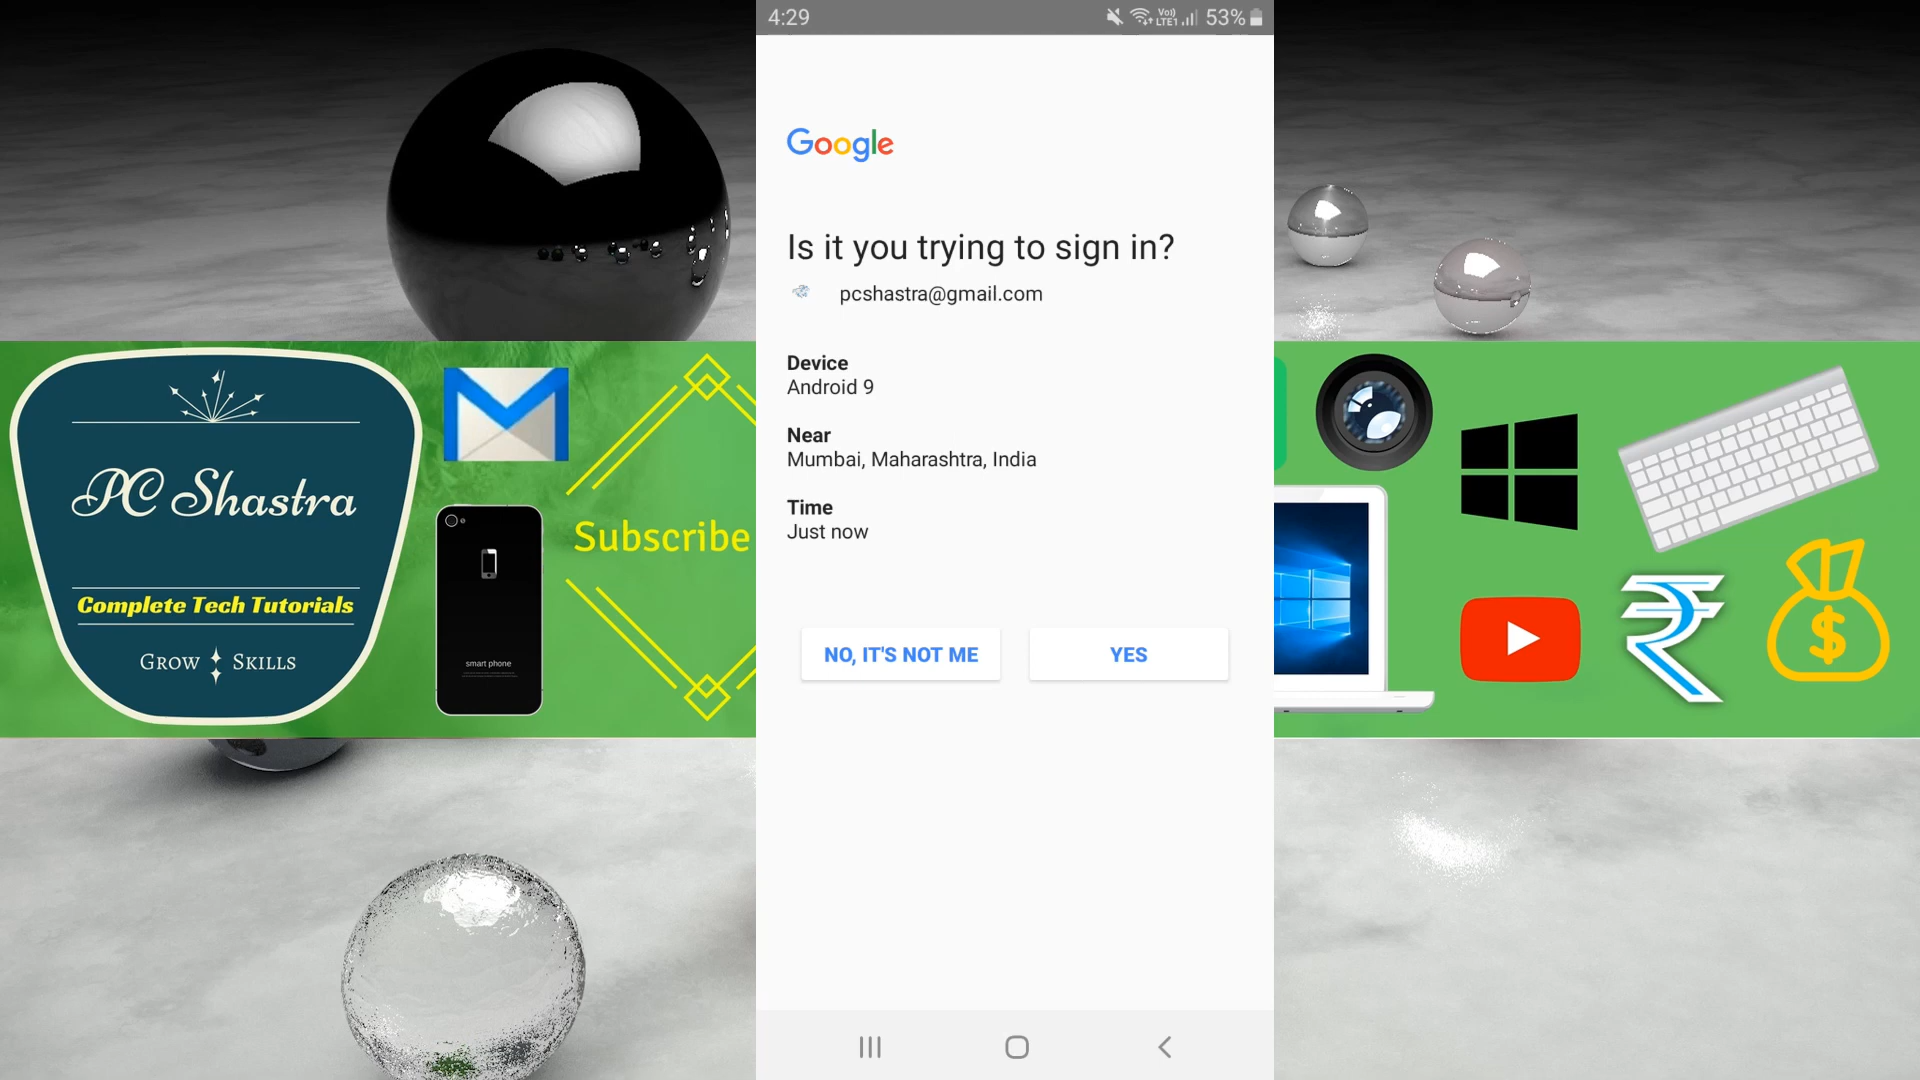 4:29
Vo)
LTE1
53%
Google
Is it you trying to sign in?
pcshastra@gmail.com
Device
Android 9
Near
Mumbai, Maharashtra, India
Time
Just now
NO, IT'S NOT ME
YES
PC Shastra
Complete Tech Tutorials
Grow Skills
smart phone
Subscribe